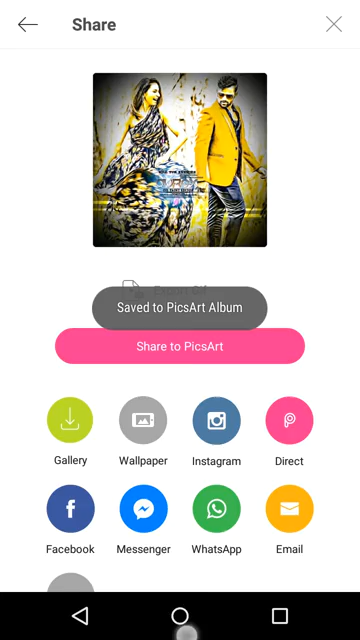 Share
Saved to PicsArt Album
Share to PicsArt
Gallery
Wallpaper
Instagram
Direct
Facebook
Messenger
WhatsApp
Email